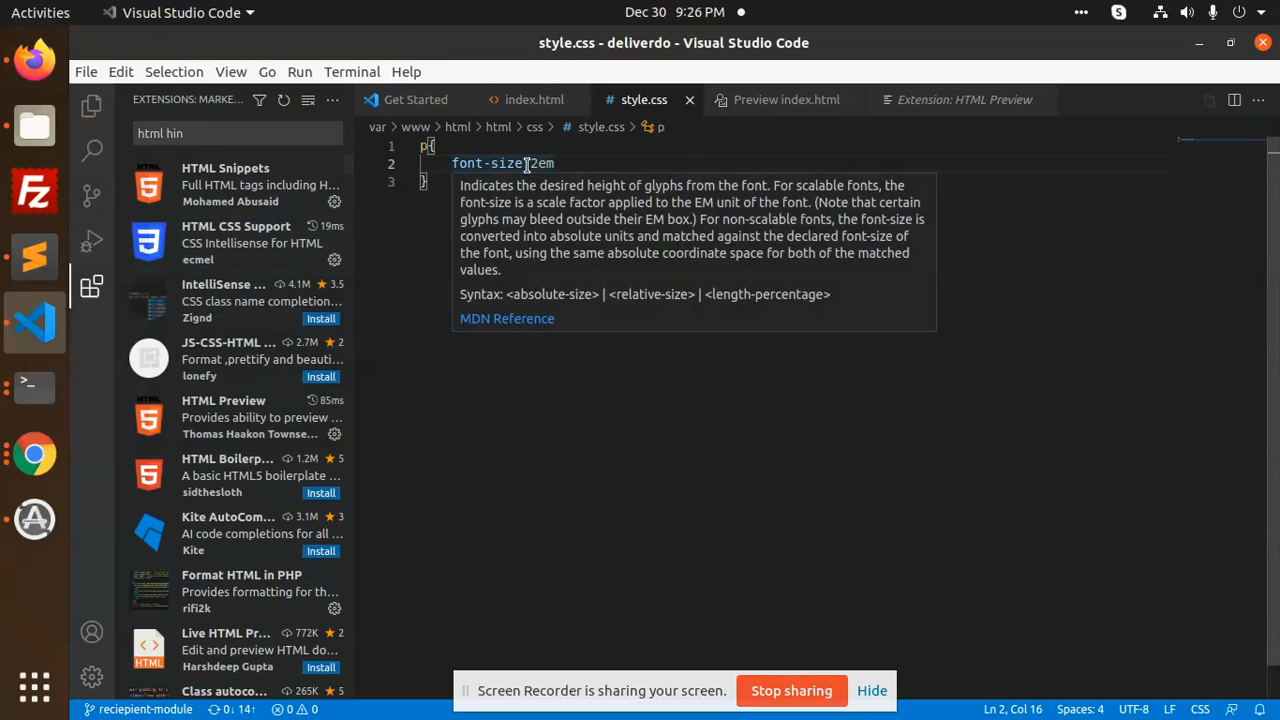 Activities
Visual Studio Code
Dec 30 9:26 PM
style.css - deliverdo - Visual Studio Code
File Edit Selection View Go Run Terminal Help
EXTENSIONS: MARKE...
Get Started
index.html
style.css
Preview index.html
Extension: HTML Preview
var > www > html > html > css > style.css > p
html hin
1 p{
2 font-size 2em
3 }
Indicates the desired height of glyphs from the font. For scalable fonts, the
font-size is a scale factor applied to the EM unit of the font. (Note that certain
glyphs may bleed outside their EM box.) For non-scalable fonts, the font-size is
converted into absolute units and matched against the declared font-size of
the font, using the same absolute coordinate space for both of the matched
values.
Syntax: <absolute-size> | <relative-size> | <length-percentage>
MDN Reference
HTML Snippets
Full HTML tags including H...
Mohamed Abusaid
HTML CSS Support 19ms
CSS Intellisense for HTML
ecmel
IntelliSense ... 4.1M 3.5
CSS class name completion...
Zignd Install
JS-CSS-HTML ... 2.7M 2
Format ,prettify and beauti...
lonefy Install
HTML Preview 85ms
Provides ability to preview ...
Thomas Haakon Townse...
HTML Boilerp... 1.2M 5
A basic HTML5 boilerplate ...
sidthesloth Install
Kite AutoCom... 3.1M 3
AI code completions for all ...
Kite Install
Format HTML in PHP
Provides formatting for th...
rifi2k
Live HTML Pr... 772K 2
Edit and preview HTML do...
Harshdeep Gupta Install
Class autoco... 265K 5
Screen Recorder is sharing your screen. Stop sharing Hide
reciepient-module 0↓ 14↑ 0 0
Ln 2, Col 16 Spaces: 4 UTF-8 LF CSS